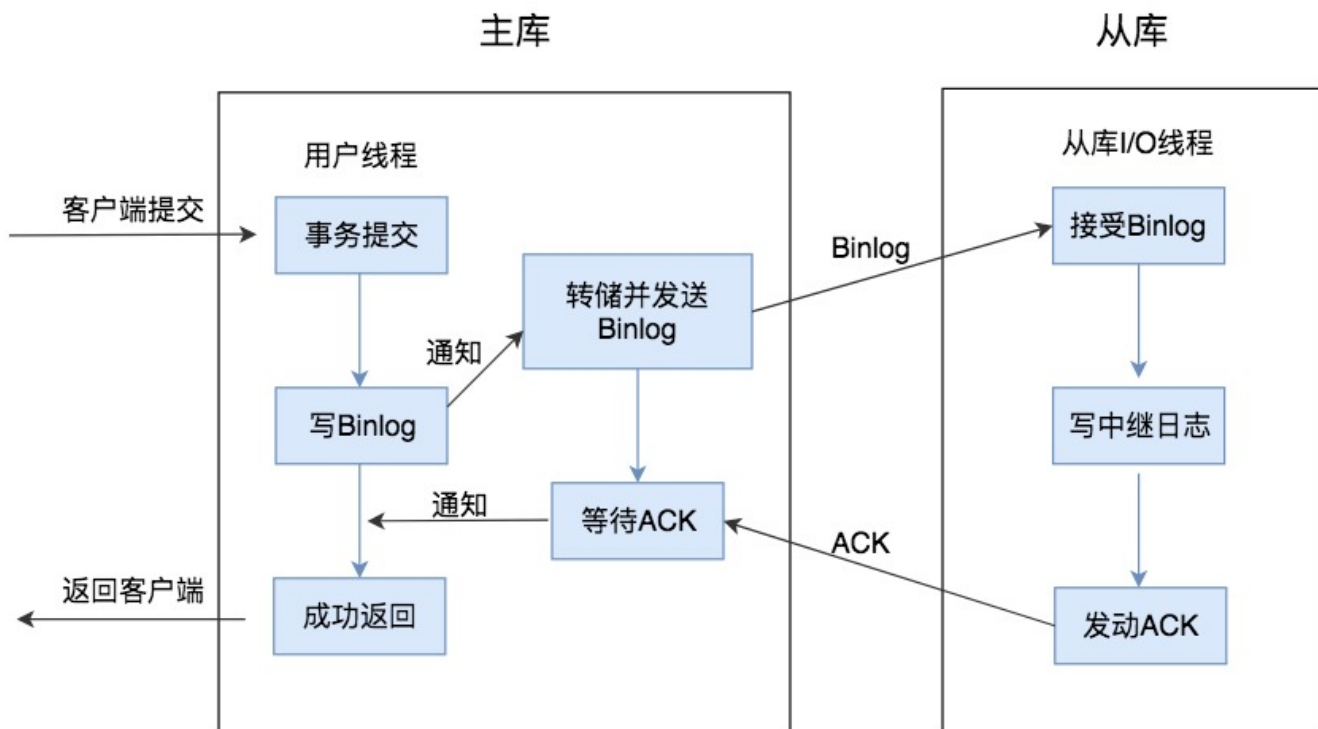 主库
从库
用户线程
从库I/O线程
客户端提交
事务提交
接受Binlog
Binlog
转储并发送
Binlog
通知
写Binlog
写中继日志
通知
等待ACK
ACK
返回客户端
成功返回
发动ACK